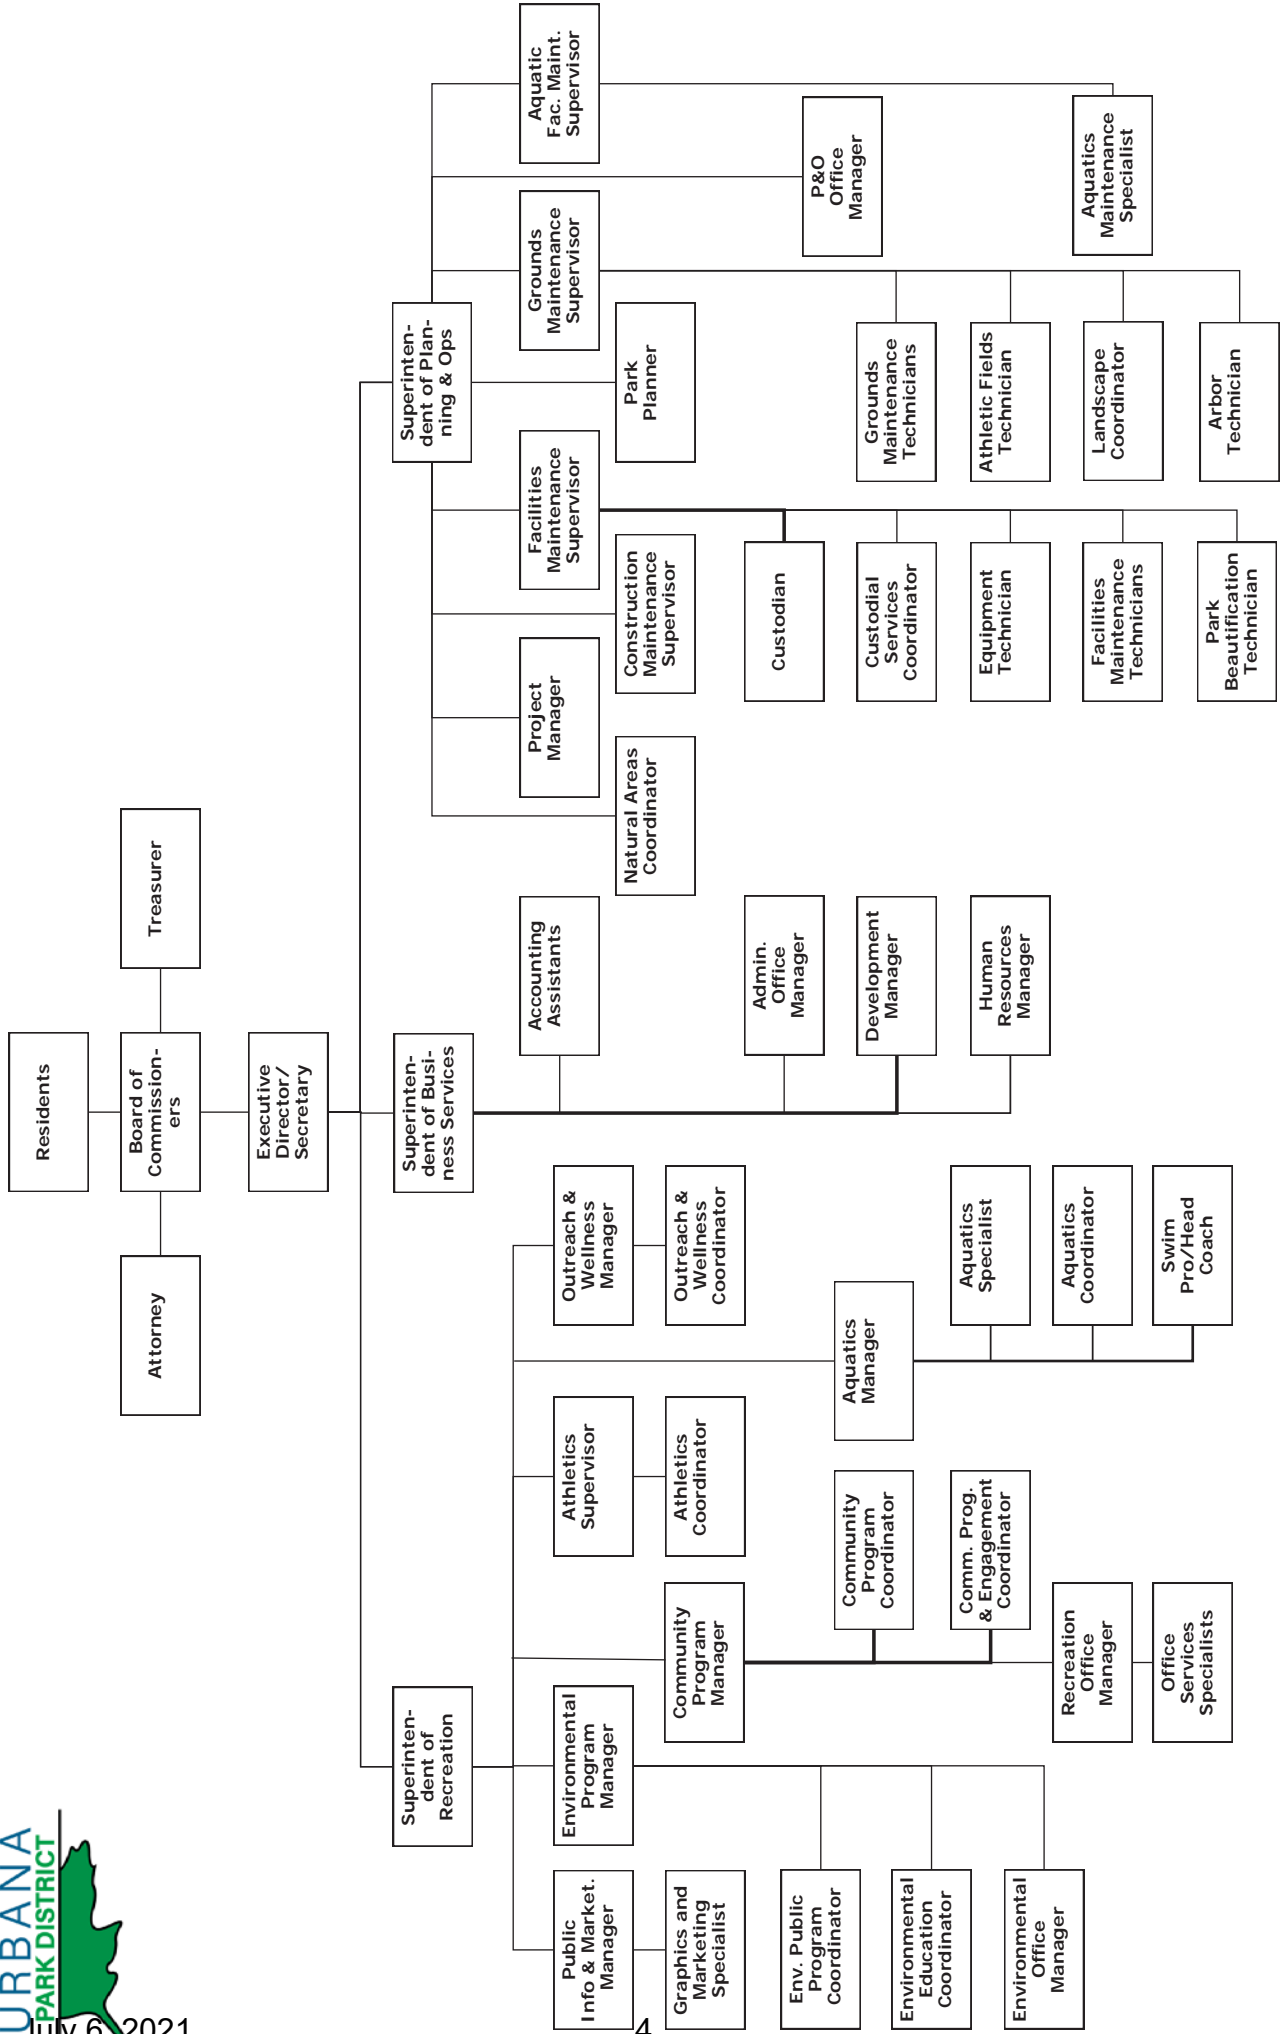 URBANA
PARK DISTRICT
Residents
Attorney
Board of
Commission-
ers
Treasurer
Executive
Director/
Secretary
Superinten-
dent of
Recreation
Superinten-
dent of Busi-
ness Services
Superinten-
dent of Plan-
ning & Ops
Public
Info & Market.
Manager
Graphics and
Marketing
Specialist
Environmental
Program
Manager
Env. Public
Program
Coordinator
Environmental
Education
Coordinator
Environmental
Office
Manager
Community
Program
Manager
Community
Program
Coordinator
Comm. Prog.
& Engagement
Coordinator
Recreation
Office
Manager
Office
Services
Specialists
Athletics
Supervisor
Athletics
Coordinator
Aquatics
Manager
Aquatics
Specialist
Aquatics
Coordinator
Swim
Pro/Head
Coach
Outreach &
Wellness
Manager
Outreach &
Wellness
Coordinator
Accounting
Assistants
Admin.
Office
Manager
Development
Manager
Human
Resources
Manager
Natural Areas
Coordinator
Project
Manager
Construction
Maintenance
Supervisor
Facilities
Maintenance
Supervisor
Custodian
Custodial
Services
Coordinator
Equipment
Technician
Facilities
Maintenance
Technicians
Park
Beautification
Technician
Park
Planner
Grounds
Maintenance
Supervisor
Grounds
Maintenance
Technicians
Athletic Fields
Technician
Landscape
Coordinator
Arbor
Technician
P&O
Office
Manager
Aquatic
Fac. Maint.
Supervisor
Aquatics
Maintenance
Specialist
July 6, 2021
4